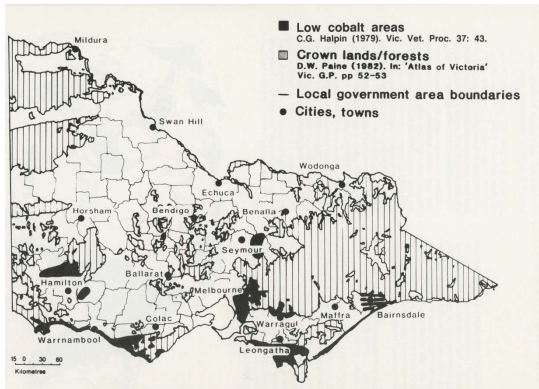 Low cobalt areas
C.G. Halpin (1979). Vic. Vet. Proc. 37: 43.
Crown lands/forests
D.W. Paine (1982). In: 'Atlas of Victoria'
Vic. G.P. pp 52–53
— Local government area boundaries
● Cities, towns
Mildura
Swan Hill
Echuca
Wodonga
Horsham
Bendigo
Benalla
Seymour
Hamilton
Ballarat
Melbourne
Colac
Warragul
Maffra
Bairnsdale
Warrnambool
Leongatha
15 0 30 60
Kilometres